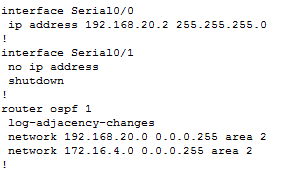 interface Serial0/0
 ip address 192.168.20.2 255.255.255.0
!
interface Serial0/1
 no ip address
 shutdown
!
router ospf 1
 log-adjacency-changes
 network 192.168.20.0 0.0.0.255 area 2
 network 172.16.4.0 0.0.0.255 area 2
!